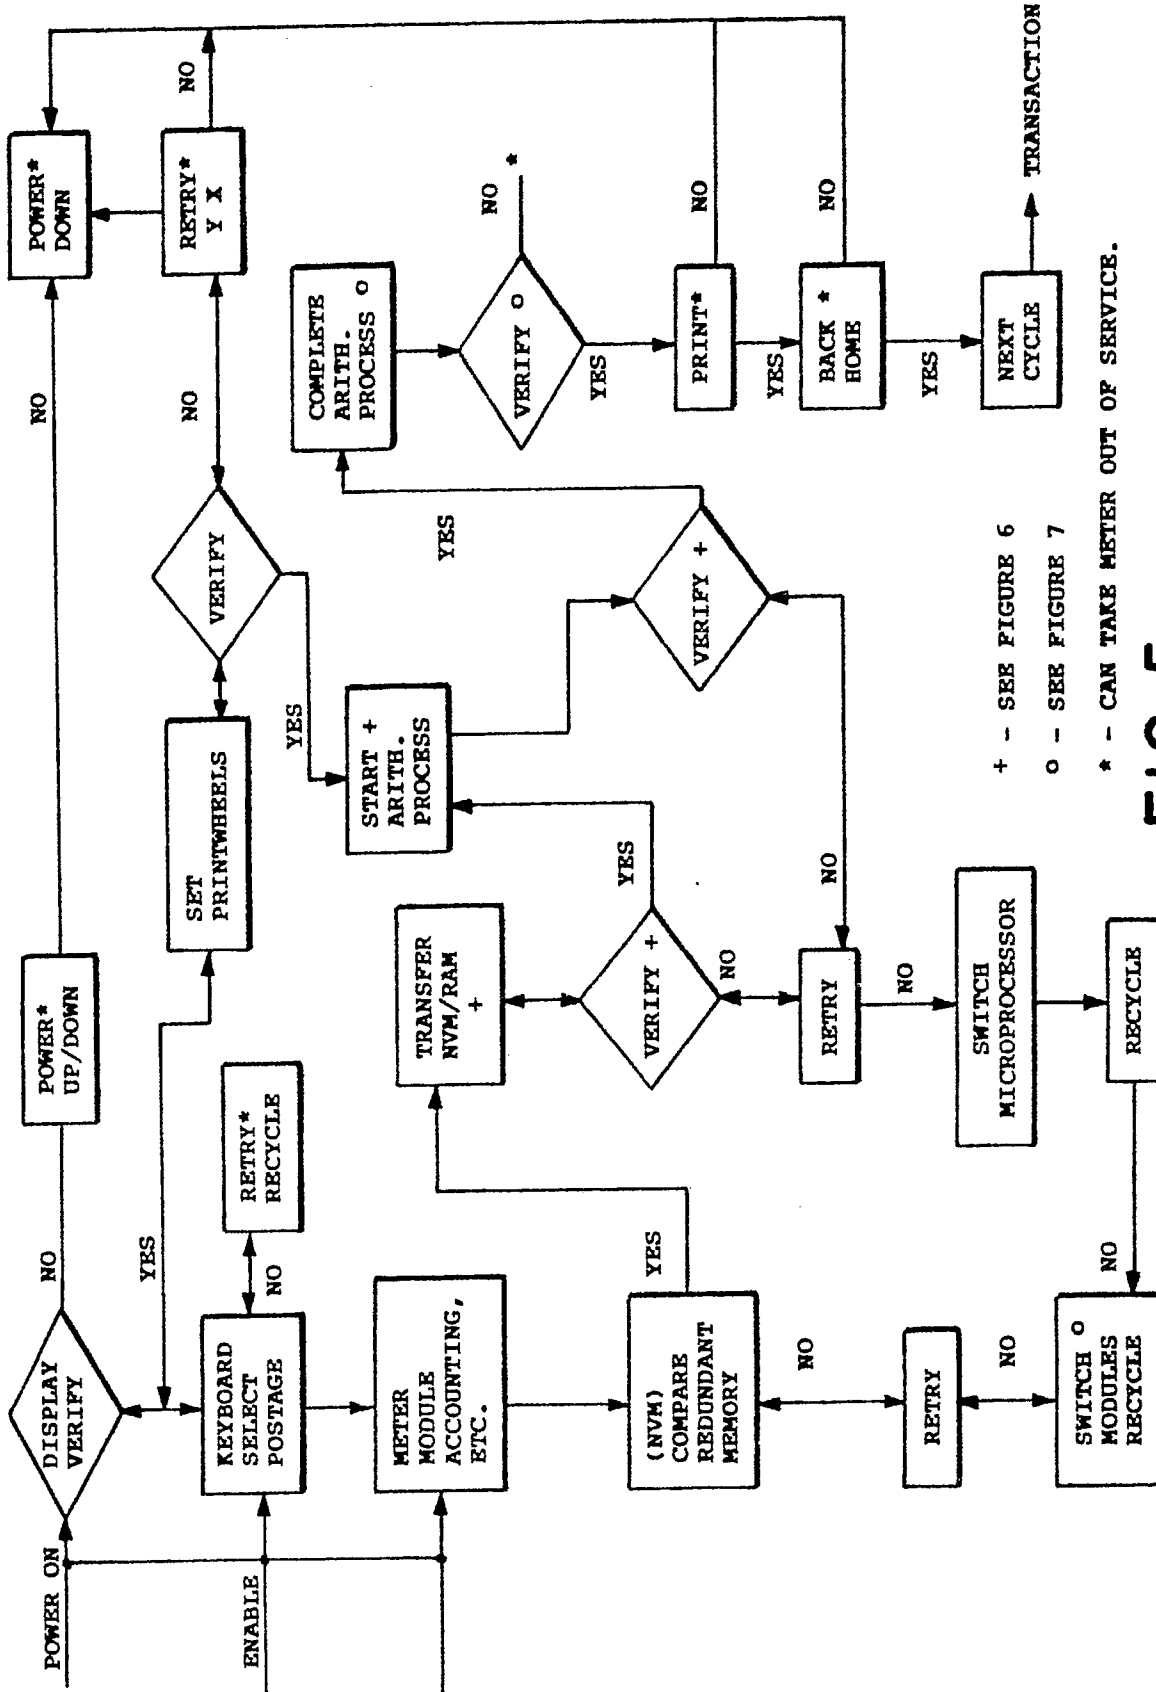 POWER ON
DISPLAY
VERIFY
NO
POWER*
UP/DOWN
NO
POWER*
DOWN
YES
SET
PRINTWHEELS
VERIFY
NO
RETRY*
Y X
NO
ENABLE
KEYBOARD
SELECT
POSTAGE
NO
RETRY*
RECYCLE
YES
METER
MODULE
ACCOUNTING,
ETC.
TRANSFER
NVM/RAM
+
START +
ARITH.
PROCESS
YES
COMPLETE
ARITH.
PROCESS o
VERIFY o
NO *
YES
(NVM)
COMPARE
REDUNDANT
MEMORY
YES
VERIFY +
YES
NO
VERIFY +
PRINT*
NO
YES
NO
RETRY
NO
RETRY
NO
BACK *
HOME
NO
YES
NO
SWITCH o
MODULES
RECYCLE
NO
SWITCH
MICROPROCESSOR
RECYCLE
NEXT
CYCLE
TRANSACTION
+ - SEE FIGURE 6
o - SEE FIGURE 7
* - CAN TAKE METER OUT OF SERVICE.